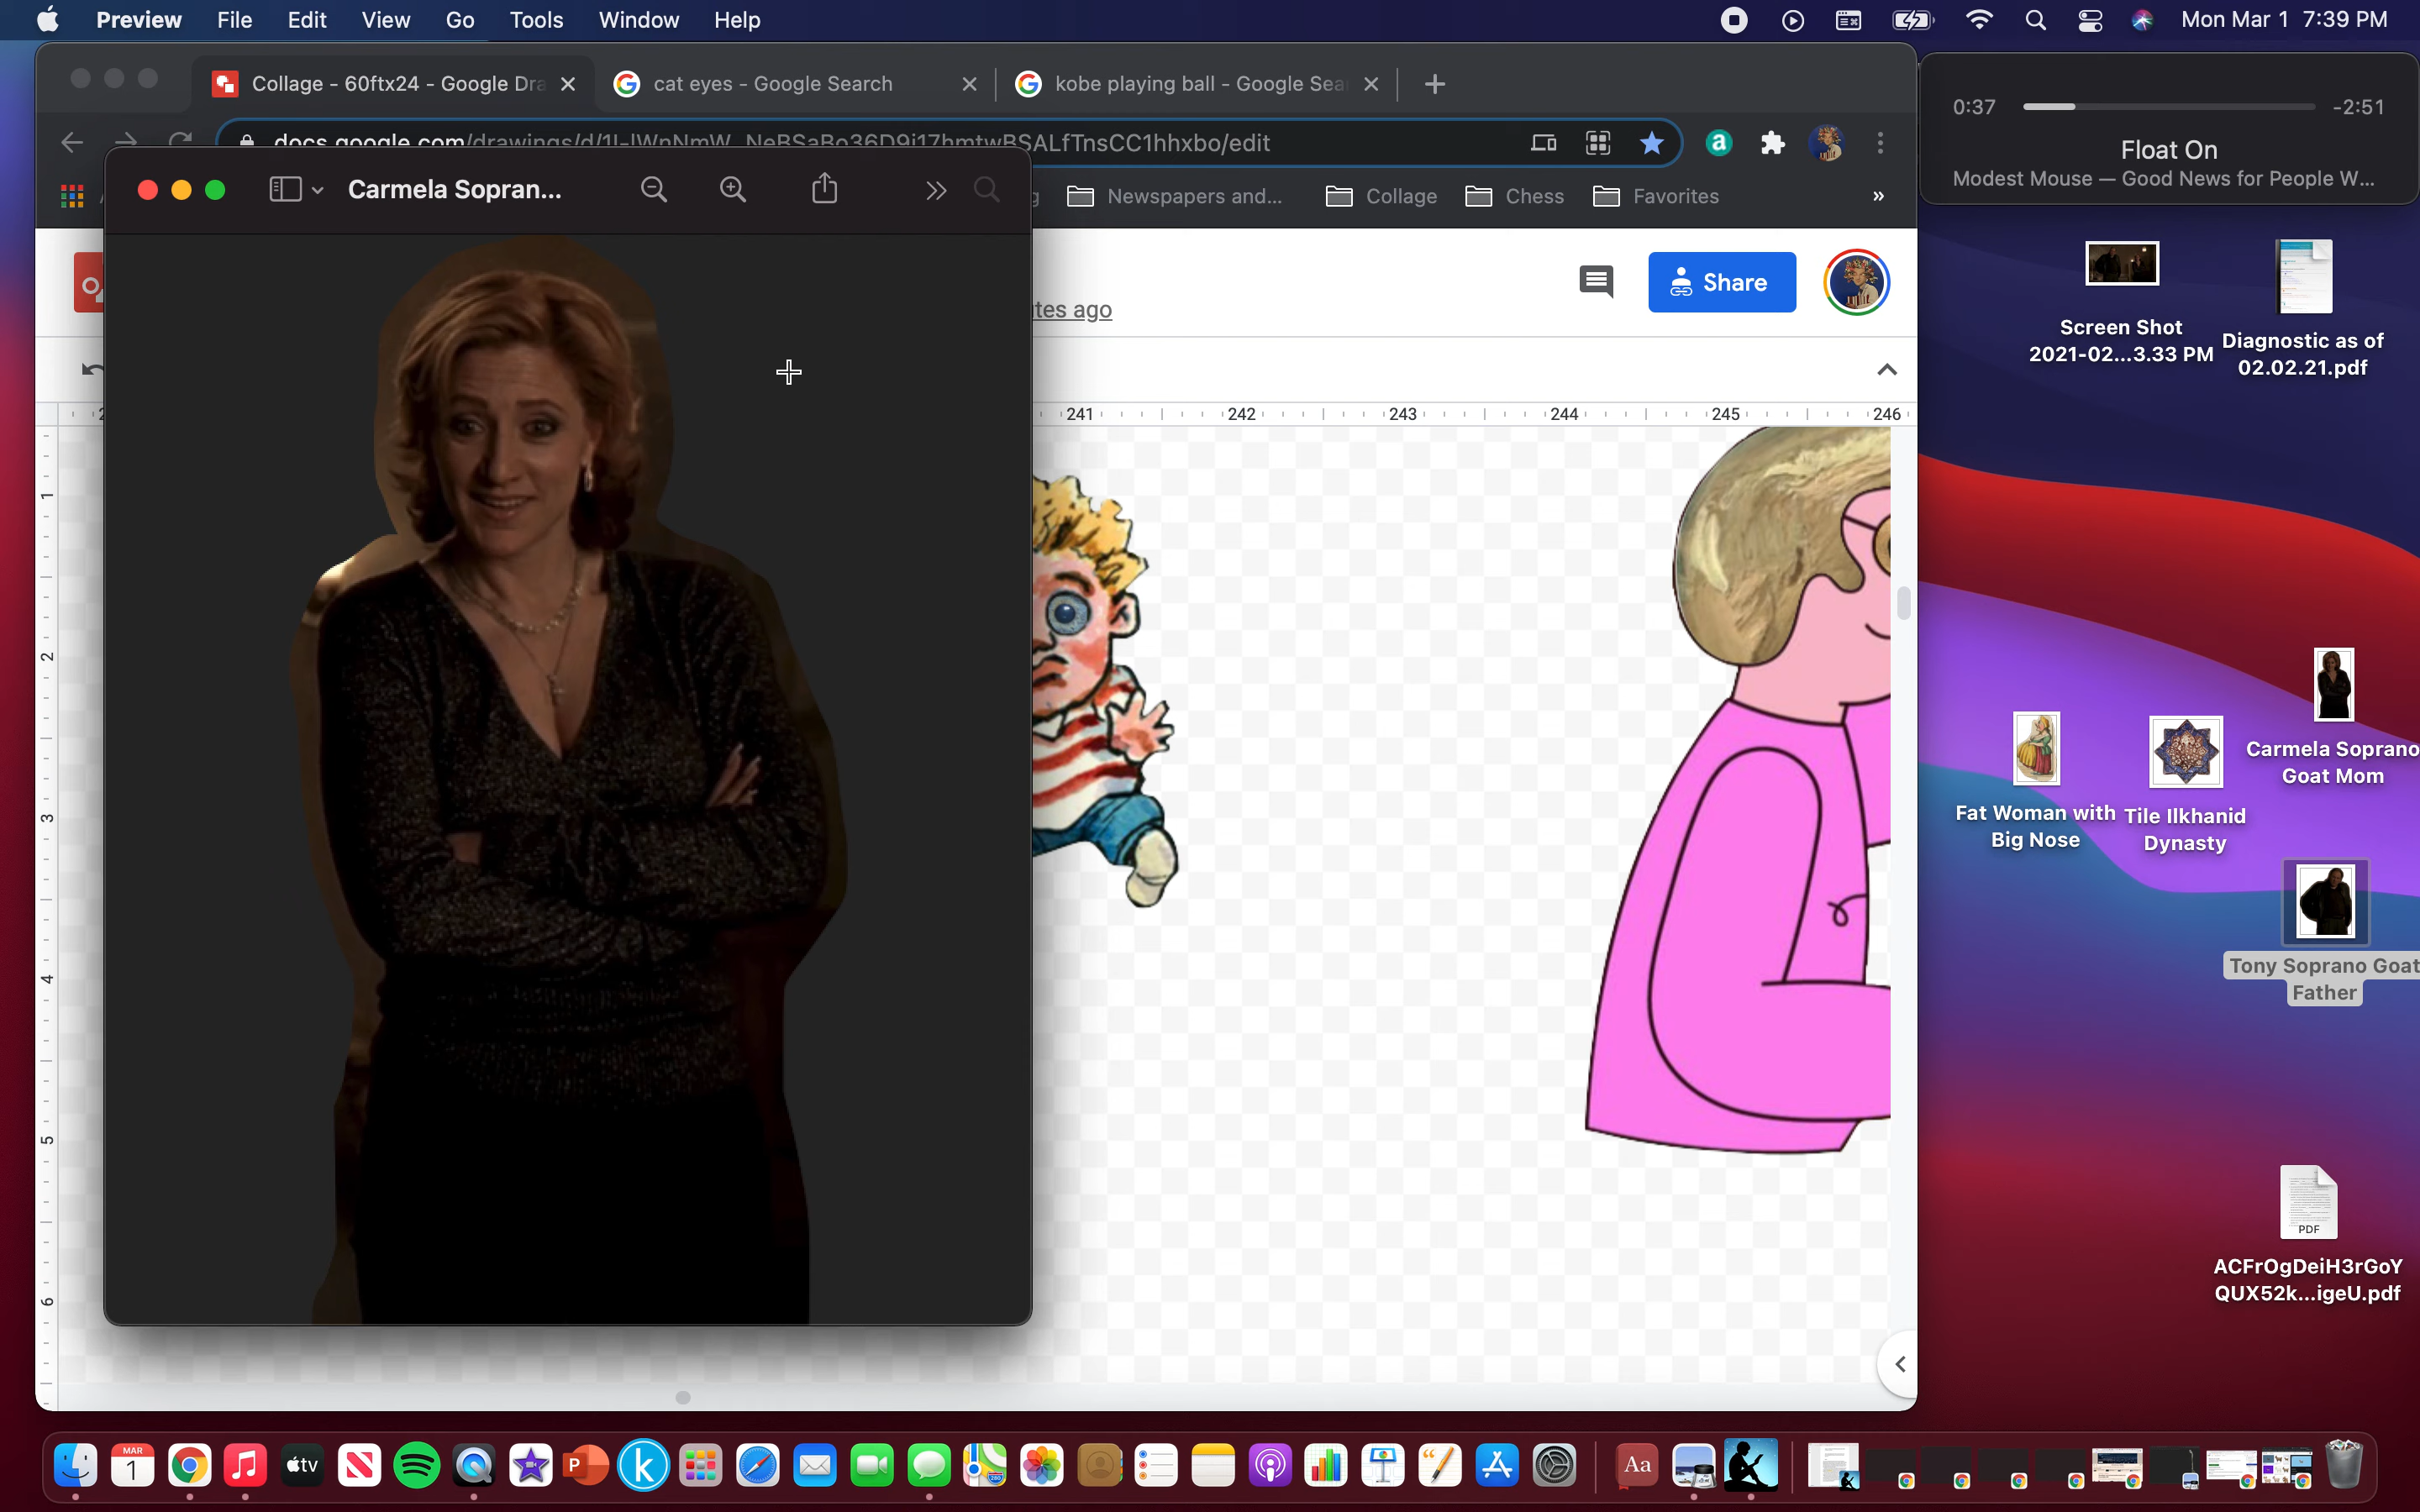 Preview File Edit View Go Tools Window Help Mon Mar 1 7:39 PM
Collage - 60ftx24 - Google Dra cat eyes - Google Search kobe playing ball - Google Sea
0:37 -2:51
Float On
Modest Mouse — Good News for People W...
Carmela Sopran...
Newspapers and... Collage Chess Favorites »
Share
tes ago
241 242 243 244 245 246
1
2
3
4
5
6
Screen Shot
2021-02...3.33 PM
Diagnostic as of
02.02.21.pdf
Carmela Soprano
Goat Mom
Fat Woman with
Big Nose
Tile Ilkhanid
Dynasty
Tony Soprano Goat
Father
PDF
ACFrOgDeiH3rGoY
QUX52k...igeU.pdf
MAR
1
tv
P
k
280
Aa